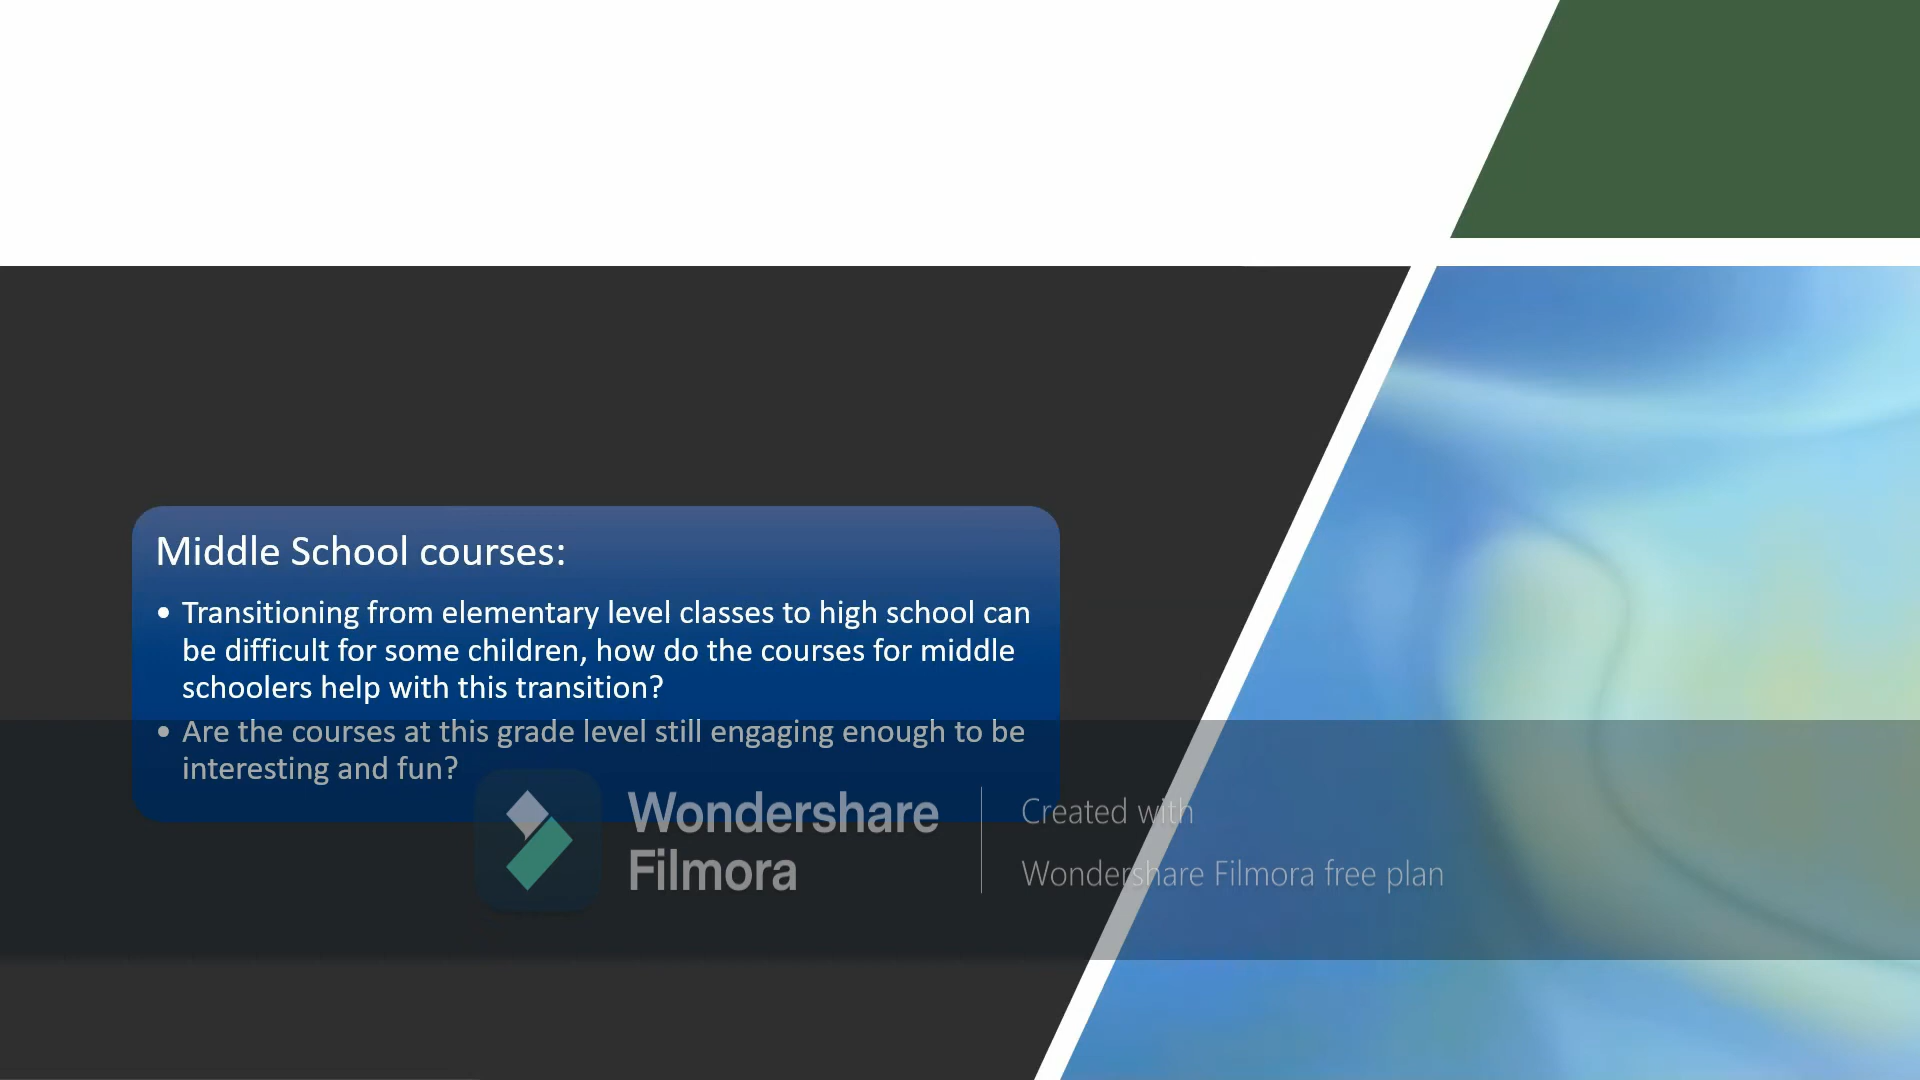 Middle School courses:
• Transitioning from elementary level classes to high school can
be difficult for some children, how do the courses for middle
schoolers help with this transition?
• Are the courses at this grade level still engaging enough to be
interesting and fun?
Wondershare
Filmora
Created with
Wondershare Filmora free plan